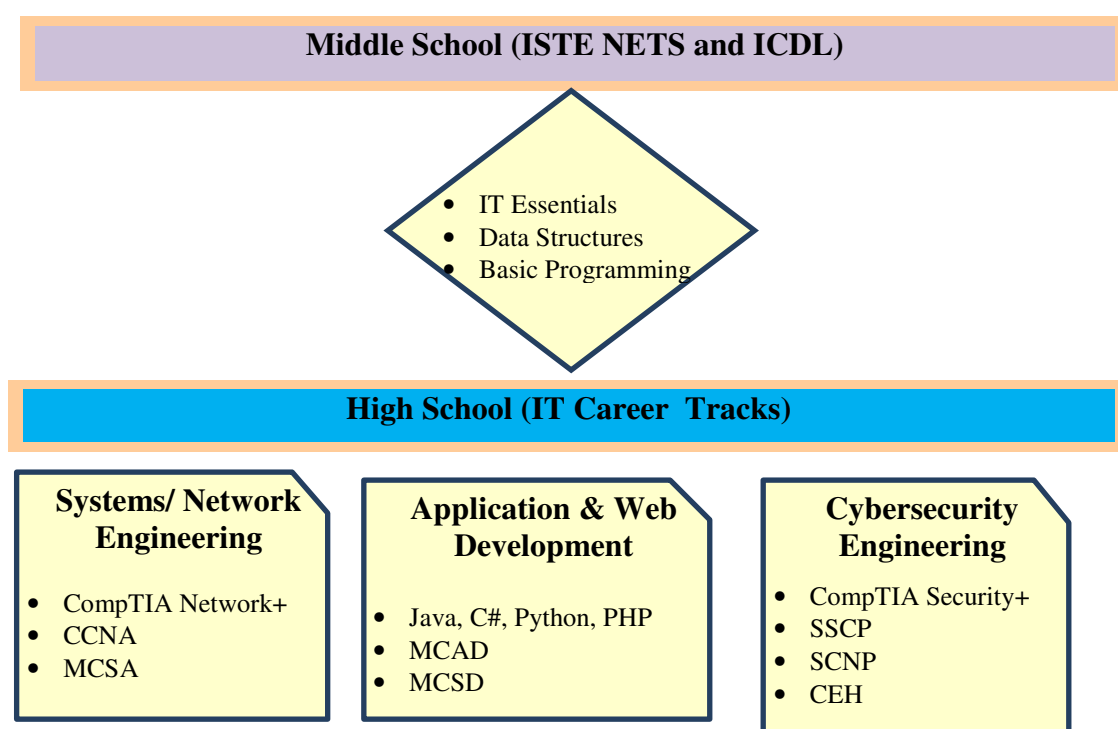 Middle School (ISTE NETS and ICDL)
• IT Essentials
• Data Structures
• Basic Programming
High School (IT Career Tracks)
Systems/ Network
Engineering
• CompTIA Network+
• CCNA
• MCSA
Application & Web
Development
• Java, C#, Python, PHP
• MCAD
• MCSD
Cybersecurity
Engineering
• CompTIA Security+
• SSCP
• SCNP
• CEH